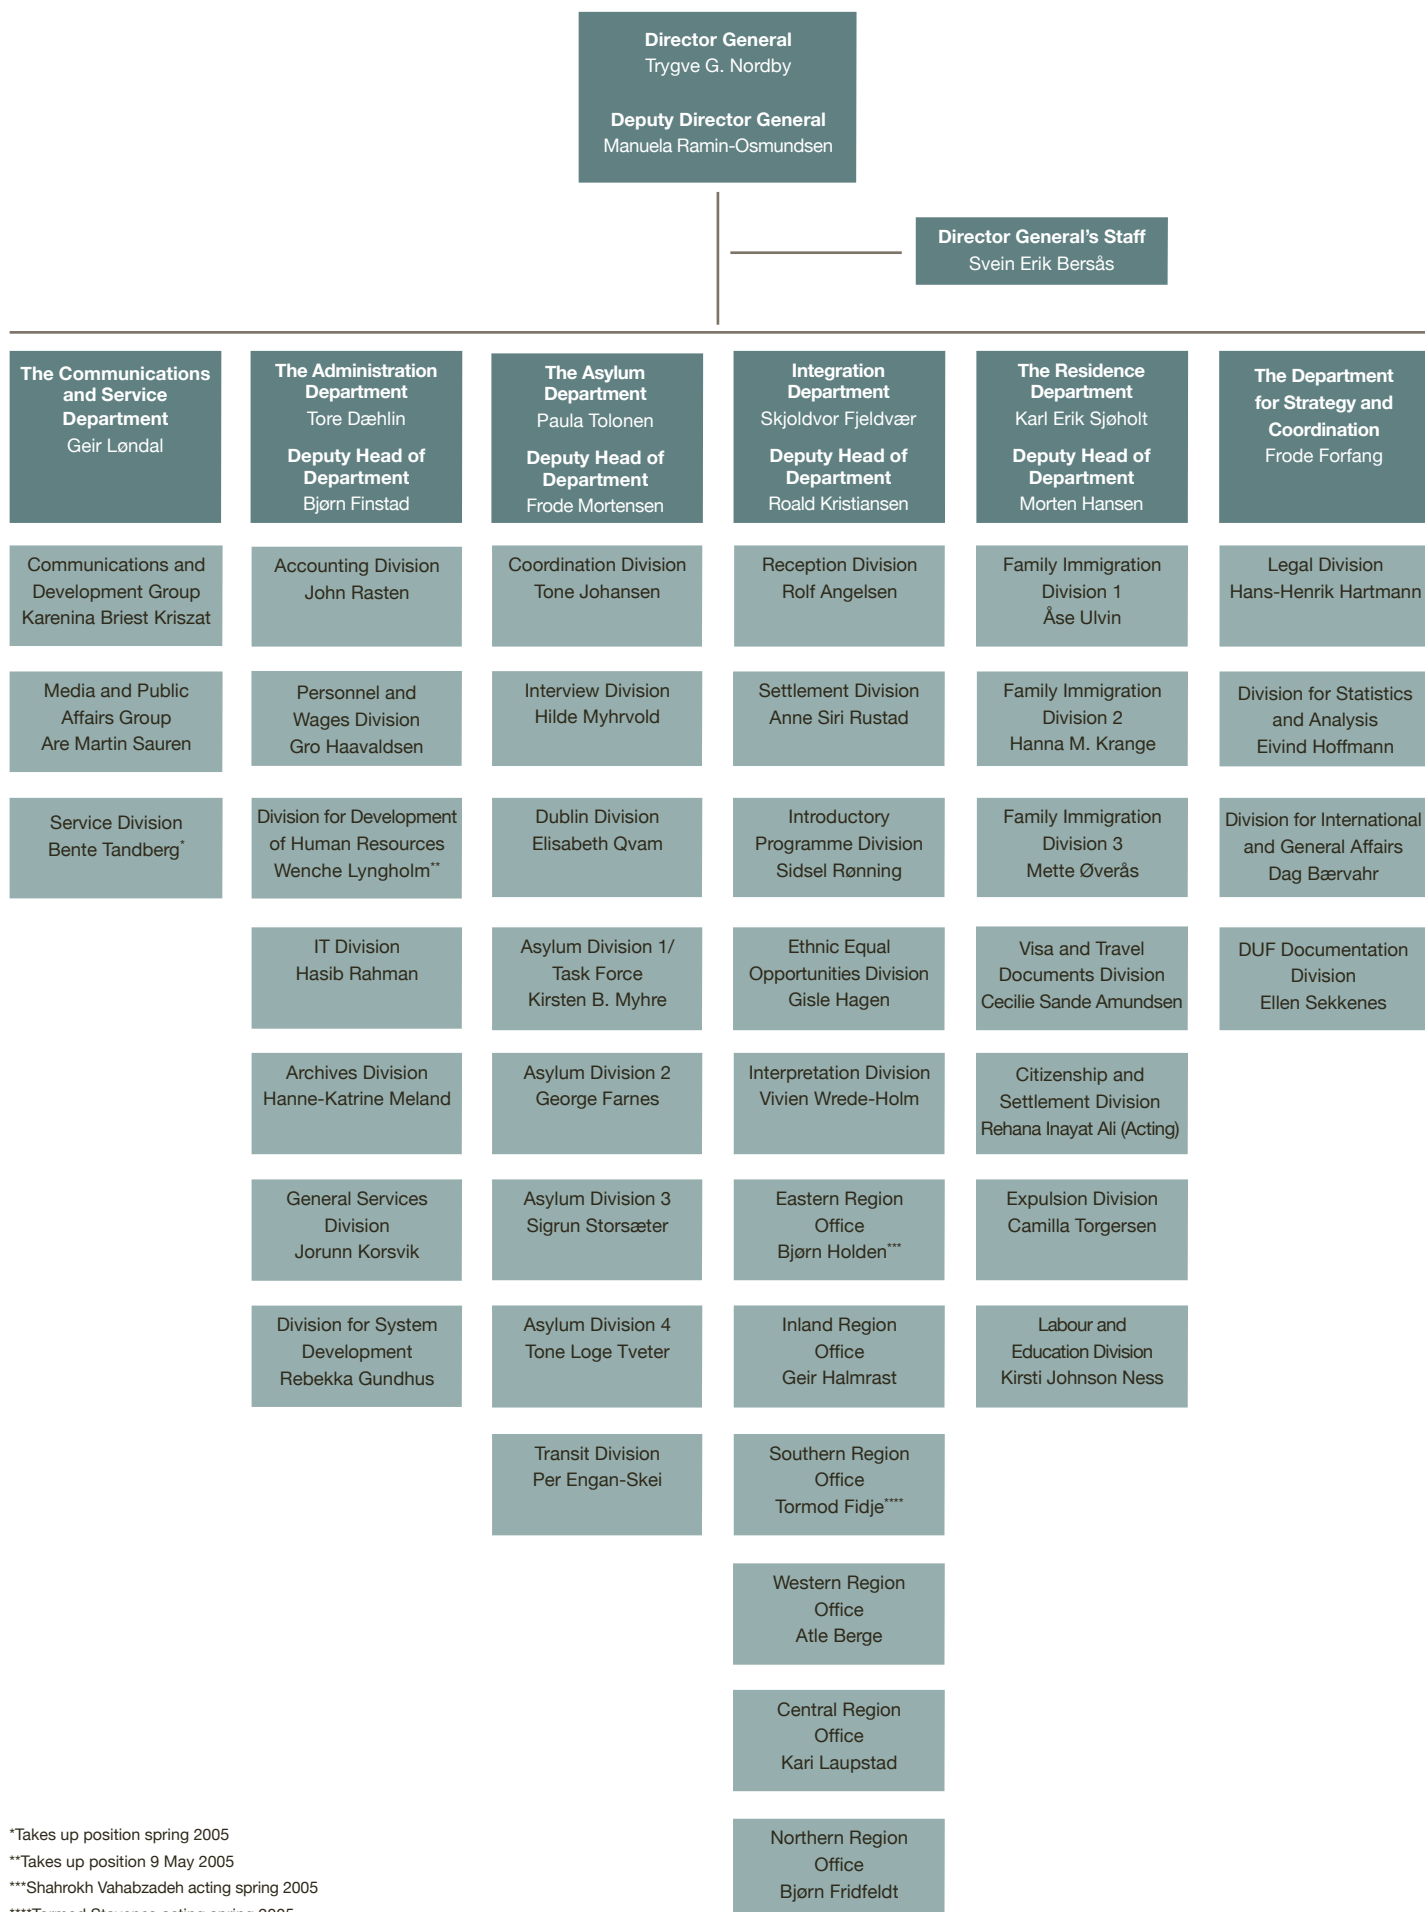 Director General
Trygve G. Nordby
Deputy Director General
Manuela Ramin-Osmundsen
Director General’s Staff
Svein Erik Bersås
The Communications
and Service
Department
Geir Løndal
Communications and
Development Group
Karenina Briest Kriszat
Media and Public
Affairs Group
Are Martin Sauren
Service Division
Bente Tandberg*
The Administration
Department
Tore Dæhlin
Deputy Head of
Department
Bjørn Finstad
Accounting Division
John Rasten
Personnel and
Wages Division
Gro Haavaldsen
Division for Development
of Human Resources
Wenche Lyngholm**
IT Division
Hasib Rahman
Archives Division
Hanne-Katrine Meland
General Services
Division
Jorunn Korsvik
Division for System
Development
Rebekka Gundhus
The Asylum
Department
Paula Tolonen
Deputy Head of
Department
Frode Mortensen
Coordination Division
Tone Johansen
Interview Division
Hilde Myhrvold
Dublin Division
Elisabeth Qvam
Asylum Division 1/
Task Force
Kirsten B. Myhre
Asylum Division 2
George Farnes
Asylum Division 3
Sigrun Storsæter
Asylum Division 4
Tone Loge Tveter
Transit Division
Per Engan-Skei
Integration
Department
Skjoldvor Fjeldvær
Deputy Head of
Department
Roald Kristiansen
Reception Division
Rolf Angelsen
Settlement Division
Anne Siri Rustad
Introductory
Programme Division
Sidsel Rønning
Ethnic Equal
Opportunities Division
Gisle Hagen
Interpretation Division
Vivien Wrede-Holm
Eastern Region
Office
Bjørn Holden***
Inland Region
Office
Geir Halmrast
Southern Region
Office
Tormod Fidje****
Western Region
Office
Atle Berge
Central Region
Office
Kari Laupstad
Northern Region
Office
Bjørn Fridfeldt
The Residence
Department
Karl Erik Sjøholt
Deputy Head of
Department
Morten Hansen
Family Immigration
Division 1
Åse Ulvin
Family Immigration
Division 2
Hanna M. Krange
Family Immigration
Division 3
Mette Øverås
Visa and Travel
Documents Division
Cecilie Sande Amundsen
Citizenship and
Settlement Division
Rehana Inayat Ali (Acting)
Expulsion Division
Camilla Torgersen
Labour and
Education Division
Kirsti Johnson Ness
The Department
for Strategy and
Coordination
Frode Forfang
Legal Division
Hans-Henrik Hartmann
Division for Statistics
and Analysis
Eivind Hoffmann
Division for International
and General Affairs
Dag Bærvahr
DUF Documentation
Division
Ellen Sekkenes
*Takes up position spring 2005
**Takes up position 9 May 2005
***Shahrokh Vahabzadeh acting spring 2005